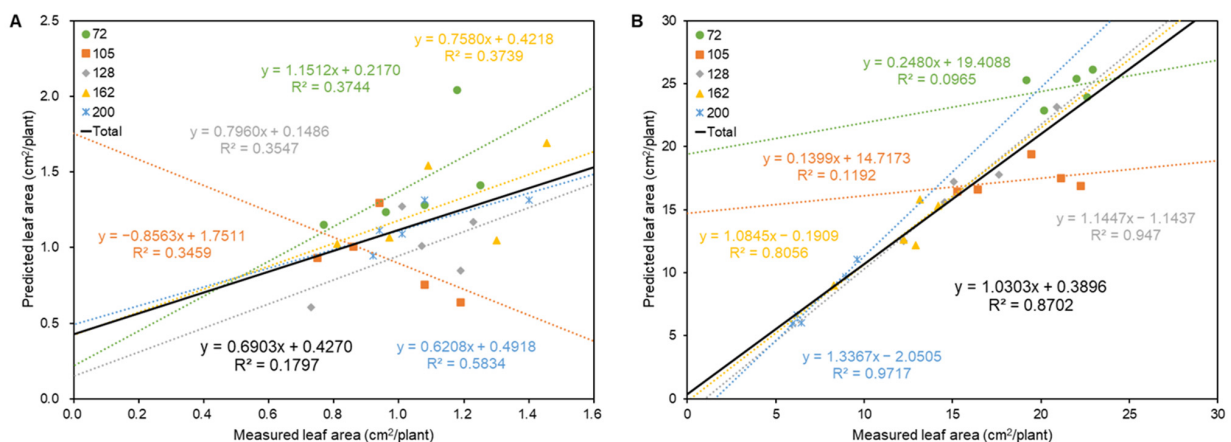 A
Predicted leaf area (cm²/plant)
2.5
2.0
1.5
1.0
0.5
0.0
72
105
128
162
200
Total
y = 0.7580x + 0.4218
R² = 0.3739
y = 1.1512x + 0.2170
R² = 0.3744
y = 0.7960x + 0.1486
R² = 0.3547
y = −0.8563x + 1.7511
R² = 0.3459
y = 0.6903x + 0.4270
R² = 0.1797
y = 0.6208x + 0.4918
R² = 0.5834
0.0 0.2 0.4 0.6 0.8 1.0 1.2 1.4 1.6
Measured leaf area (cm²/plant)
B
Predicted leaf area (cm²/plant)
30
25
20
15
10
5
0
72
105
128
162
200
Total
y = 0.2480x + 19.4088
R² = 0.0965
y = 0.1399x + 14.7173
R² = 0.1192
y = 1.1447x − 1.1437
R² = 0.947
y = 1.0845x − 0.1909
R² = 0.8056
y = 1.0303x + 0.3896
R² = 0.8702
y = 1.3367x − 2.0505
R² = 0.9717
0 5 10 15 20 25 30
Measured leaf area (cm²/plant)